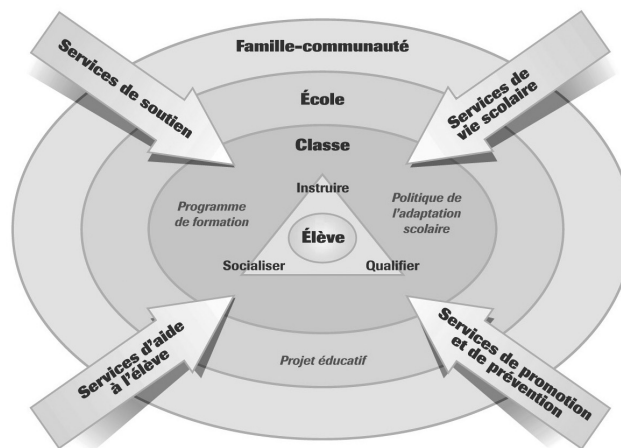 Famille-communauté
Services de soutien
Services de
vie scolaire
École
Classe
Instruire
Programme
de formation
Politique de
l'adaptation
scolaire
Élève
Socialiser
Qualifier
Services d'aide
à l'élève
Projet éducatif
Services de promotion
et de prévention